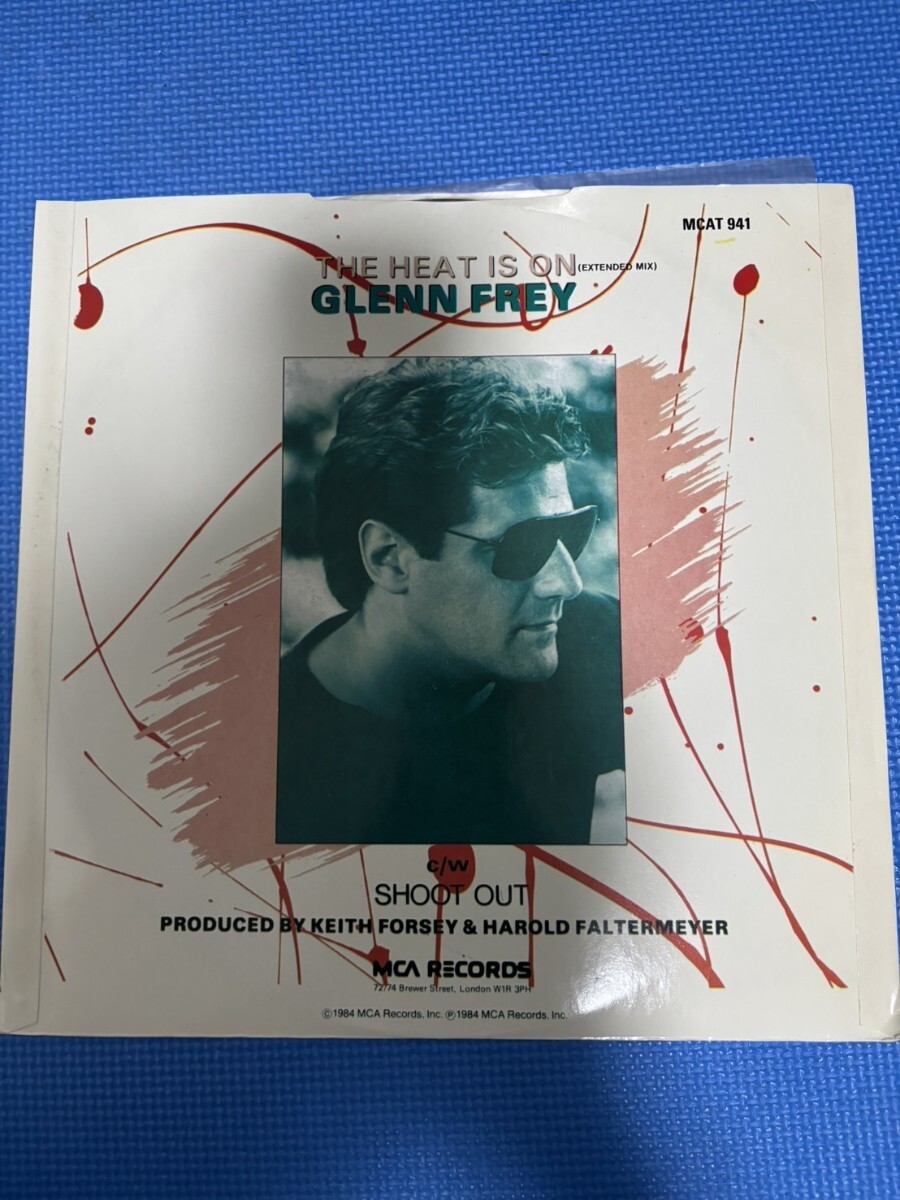 MCAT 941
THE HEAT IS ON (EXTENDED MIX)
GLENN FREY
c/w
SHOOT OUT
PRODUCED BY KEITH FORSEY & HAROLD FALTERMEYER
MCA RECORDS
72/74 Brewer Street, London W1R 3PH
©1984 MCA Records, Inc. ℗1984 MCA Records, Inc.